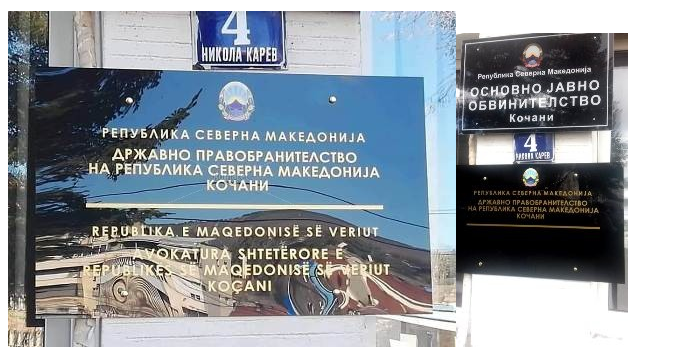 4
НИКОЛА КАРЕВ
РЕПУБЛИКА СЕВЕРНА МАКЕДОНИЈА
ДРЖАВНО ПРАВОБРАНИТЕЛСТВО
НА РЕПУБЛИКА СЕВЕРНА МАКЕДОНИЈА
КОЧАНИ
REPUBLIKA E MAQEDONISË SË VERIUT
AVOKATURA SHTETËRORE E
REPUBLIKËS SË MAQEDONISË SË VERIUT
KOÇANI
Република Северна Македонија
ОСНОВНО ЈАВНО
ОБВИНИТЕЛСТВО
Кочани
4
НИКОЛА КАРЕВ
РЕПУБЛИКА СЕВЕРНА МАКЕДОНИЈА
ДРЖАВНО ПРАВОБРАНИТЕЛСТВО
НА РЕПУБЛИКА СЕВЕРНА МАКЕДОНИЈА
КОЧАНИ